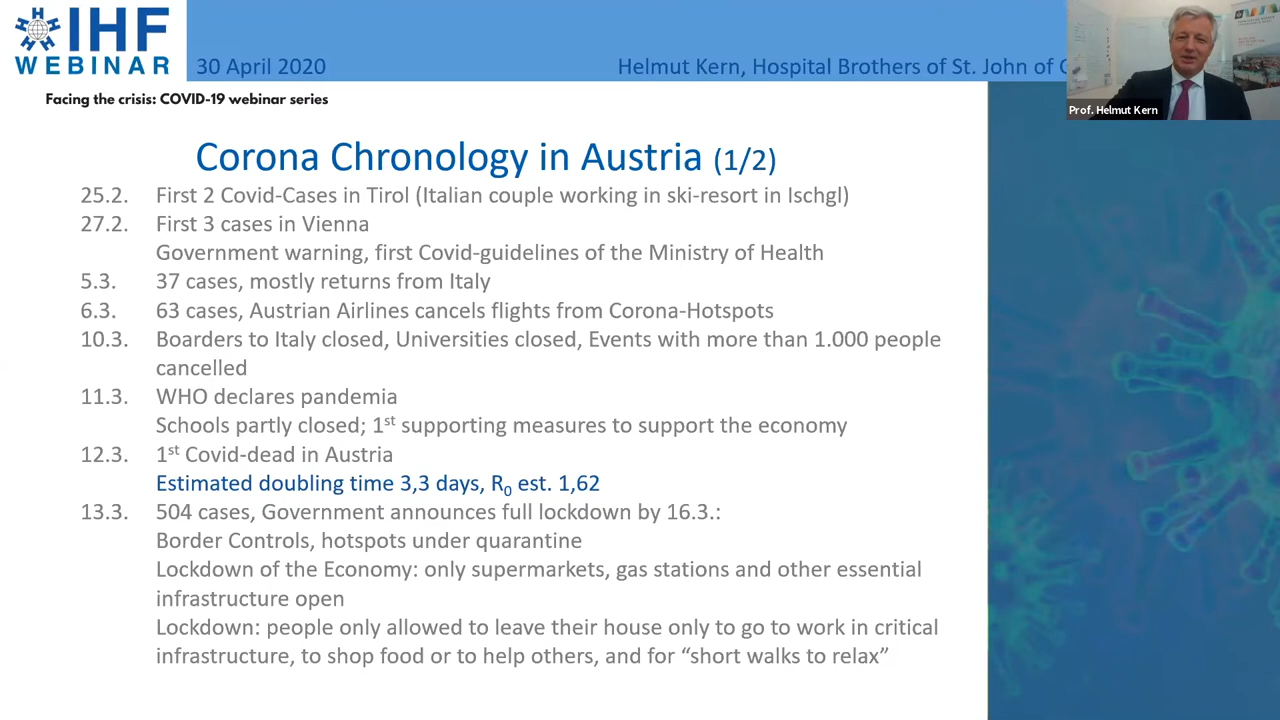 IHF
WEBINAR
30 April 2020
Helmut Kern, Hospital Brothers of St. John of
Prof. Helmut Kern
Facing the crisis: COVID-19 webinar series
Corona Chronology in Austria (1/2)
25.2. First 2 Covid-Cases in Tirol (Italian couple working in ski-resort in Ischgl)
27.2. First 3 cases in Vienna
Government warning, first Covid-guidelines of the Ministry of Health
5.3. 37 cases, mostly returns from Italy
6.3. 63 cases, Austrian Airlines cancels flights from Corona-Hotspots
10.3. Boarders to Italy closed, Universities closed, Events with more than 1.000 people
cancelled
11.3. WHO declares pandemia
Schools partly closed; 1st supporting measures to support the economy
12.3. 1st Covid-dead in Austria
Estimated doubling time 3,3 days, R0 est. 1,62
13.3. 504 cases, Government announces full lockdown by 16.3.:
Border Controls, hotspots under quarantine
Lockdown of the Economy: only supermarkets, gas stations and other essential
infrastructure open
Lockdown: people only allowed to leave their house only to go to work in critical
infrastructure, to shop food or to help others, and for “short walks to relax”